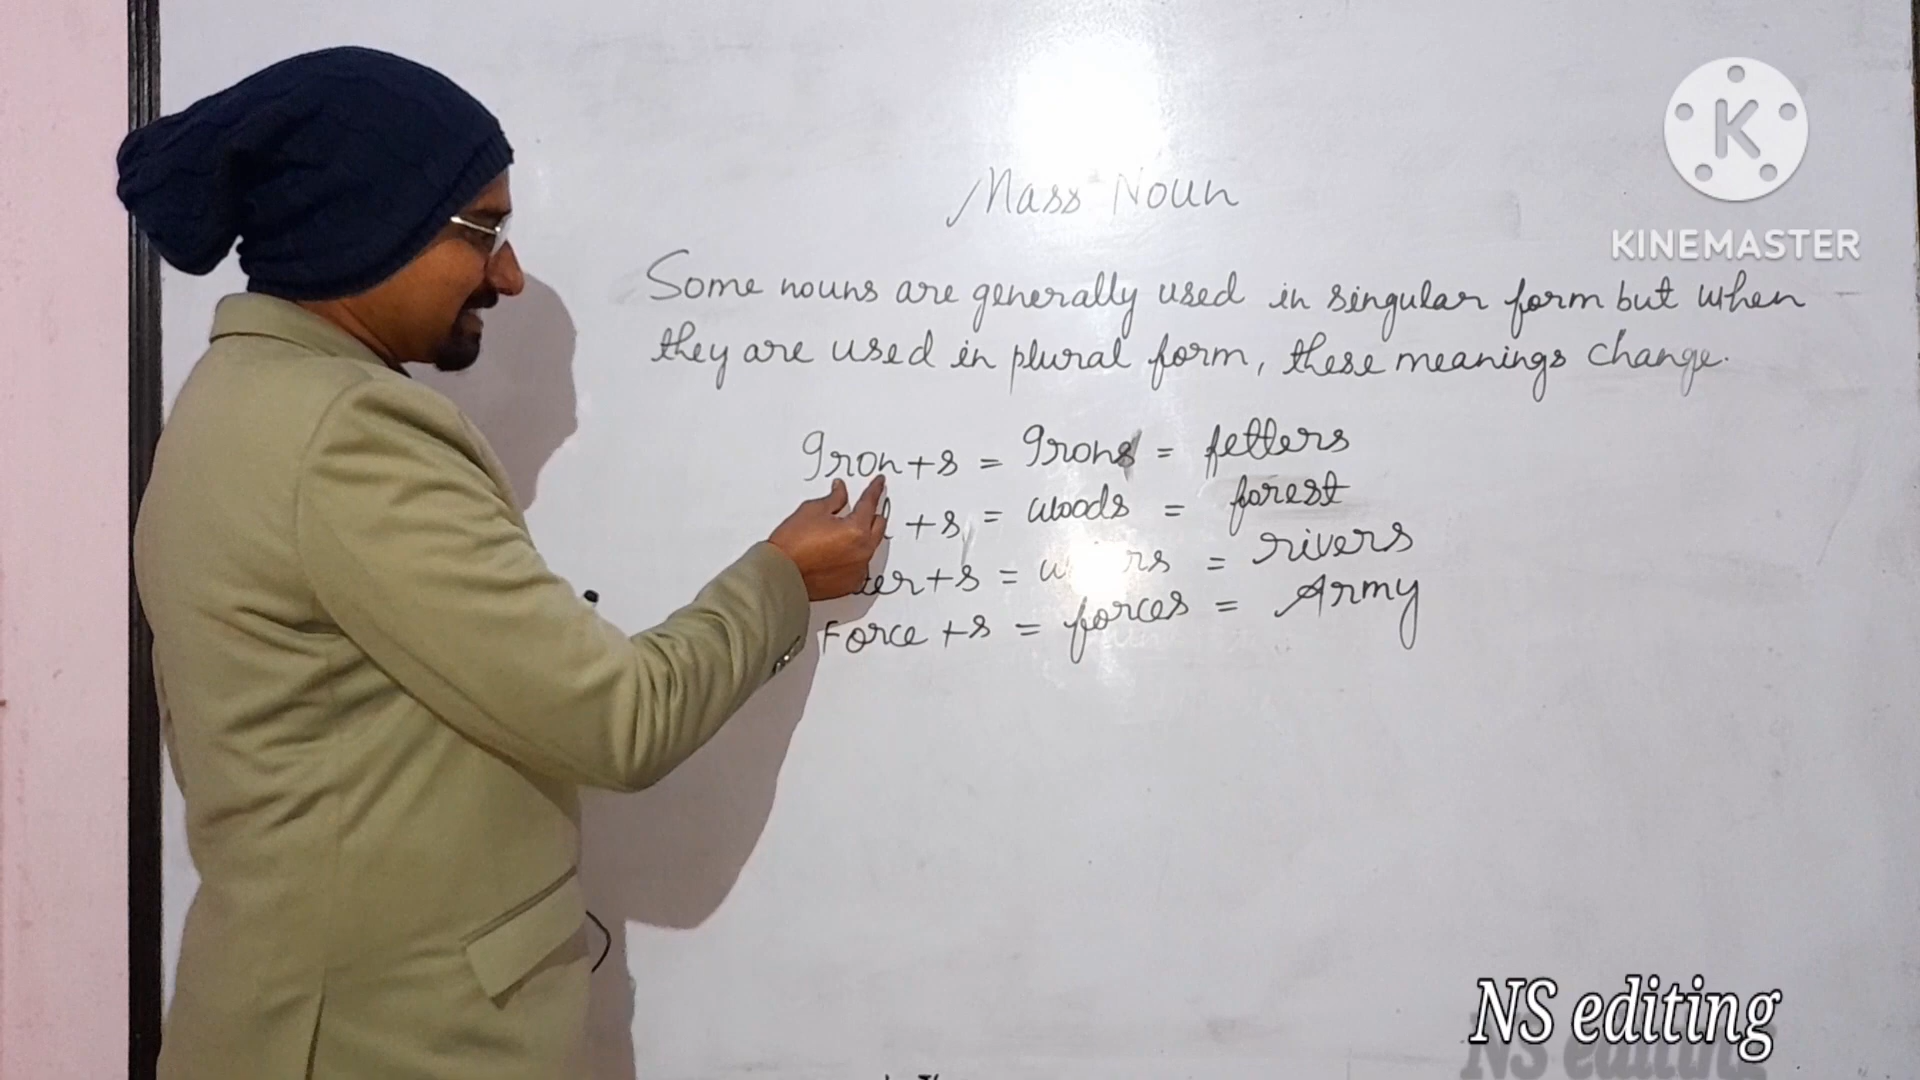 Mass Noun
Some nouns are generally used in singular form but when
they are used in plural form, these meanings change.
Iron+s = Irons = fetters
+s = woods = forest
+s = = rivers
Force +s = forces = Army
KINEMASTER
NS editing